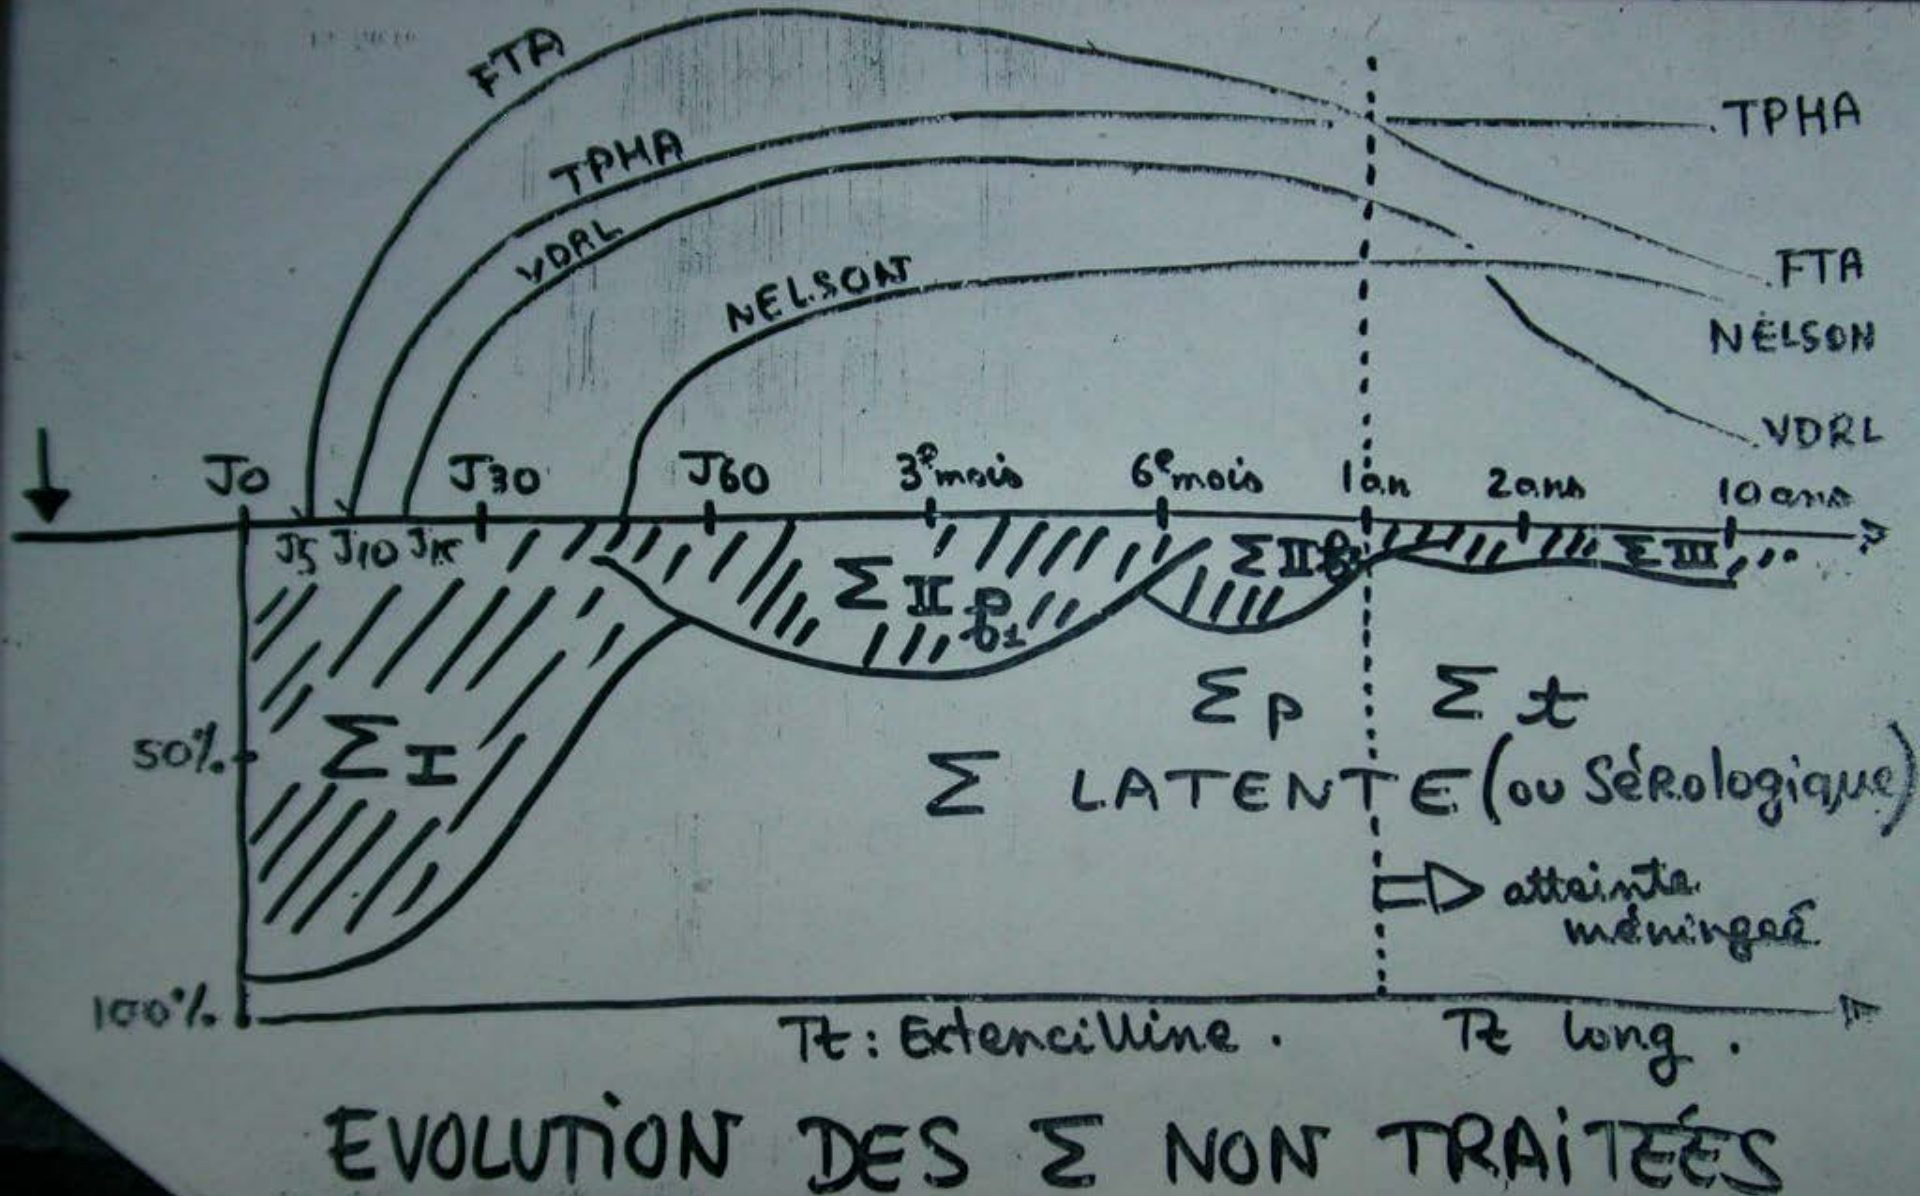 FTA
TPHA
TPHA
VDRL
NELSON
FTA
NELSON
VDRL
J0 J30 J60 3e mois 6e mois 1 an 2 ans 10 ans
J5 J10 J15
Σ II P
b1
Σ II
Σ III
Σ I
50%
Σ p Σ t
Σ LATENTE (ou Sérologique)
atteinte
méningée
100%
Tt : Extencilline . Tt long .
EVOLUTION DES Σ NON TRAITÉES